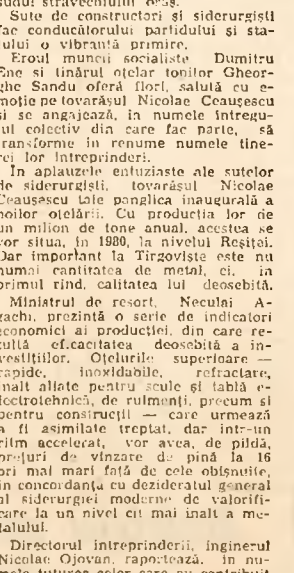 sudul străvechiului oraș.
Sute de constructori și siderurgiști
fac conducătorului partidului și sta-
tului o vibrantă primire.
Eroul muncii socialiste Dumitru
Ene și tînărul oțelar tonilor Gheor-
ghe Sandu oferă flori, salută cu e-
moție pe tovarășul Nicolae Ceaușescu
și se angajează, în numele întregu-
lui colectiv din care fac parte, să
transforme în renume numele tine-
rei lor întreprinderi.
În aplauzele entuziaste ale sutelor
de siderurgiști, tovarășul Nicolae
Ceaușescu taie panglica inaugurală a
noilor oțelării. Cu producția lor de
un milion de tone anual, acestea se
vor situa, în 1980, la nivelul Reșiței.
Dar important la Tîrgoviște este nu
numai cantitatea de metal, ci, în
primul rînd, calitatea lui deosebită.
Ministrul de resort, Neculai A-
gachi, prezintă o serie de indicatori
economici ai producției, din care re-
zultă eficacitatea deosebită a in-
vestițiilor. Oțelurile superioare —
rapide, inoxidabile, refractare,
înalt aliate pentru scule și tablă e-
lectrotehnică, de rulmenți, precum și
pentru construcții — care urmează
a fi asimilate treptat, dar într-un
ritm accelerat, vor avea, de pildă,
prețuri de vînzare de pînă la 16
ori mai mari față de cele obișnuite,
în concordanță cu dezideratul general
al siderurgiei moderne de valorifi-
care la un nivel cît mai înalt a me-
talului.
Directorul întreprinderii, inginerul
Nicolae Ojovan, raportează, în nu-
mele tuturor celor care au contribuit